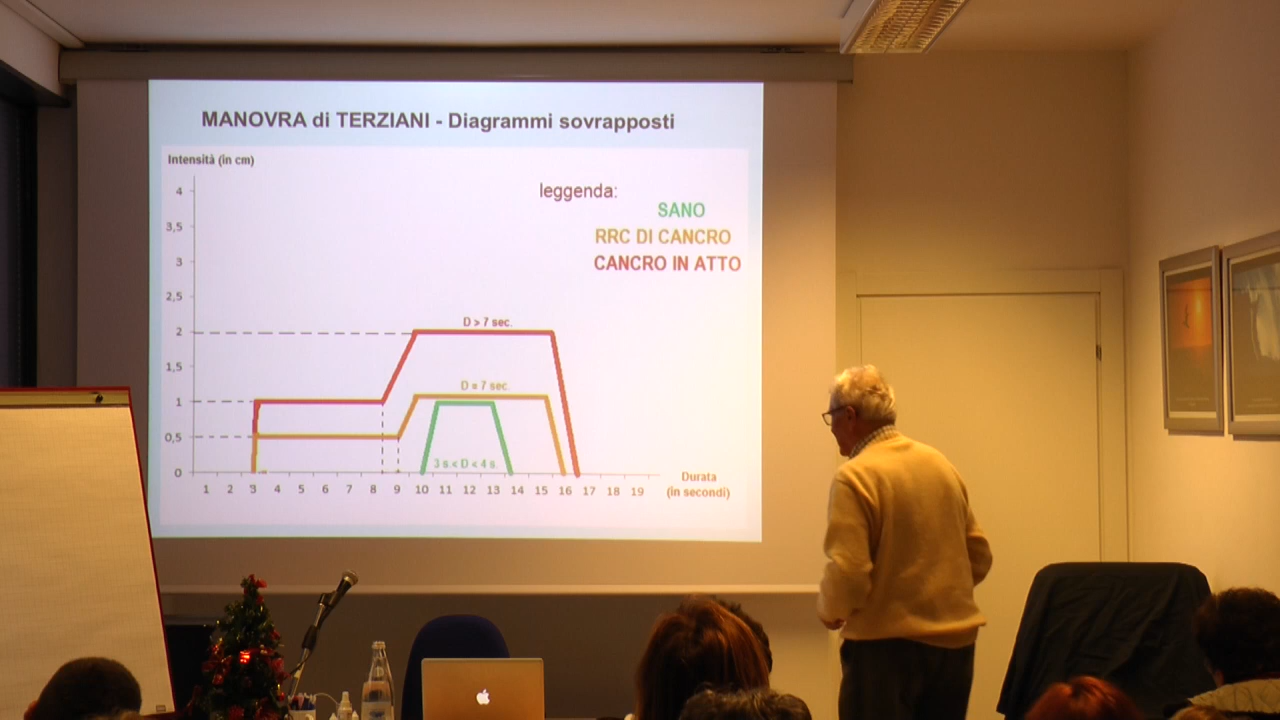 MANOVRA di TERZIANI - Diagrammi sovrapposti
Intensità (in cm)
leggenda:
SANO
RRC DI CANCRO
CANCRO IN ATTO
4
3,5
3
2,5
2
1,5
1
0,5
0
D > 7 sec.
D = 7 sec.
3 s.< D < 4 s.
1 2 3 4 5 6 7 8 9 10 11 12 13 14 15 16 17 18 19
Durata
(in secondi)